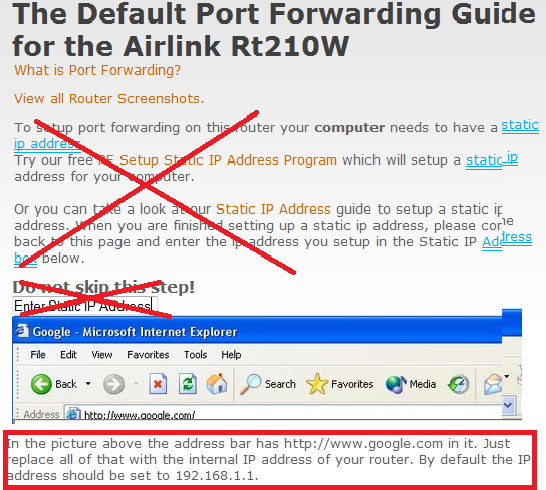 The Default Port Forwarding Guide
for the Airlink Rt210W
What is Port Forwarding?
View all Router Screenshots.
To setup port forwarding on this router your computer needs to have a static
ip address.
Try our free PF Setup Static IP Address Program which will setup a static ip
address for your computer.
Or you can take a look at our Static IP Address guide to setup a static ip
address. When you are finished setting up a static ip address, please come
back to this page and enter the ip address you setup in the Static IP Address
box below.
Do not skip this step!
Enter Static IP Address
Google - Microsoft Internet Explorer
File Edit View Favorites Tools Help
Back Search Favorites Media
Address http://www.google.com/
In the picture above the address bar has http://www.google.com in it. Just
replace all of that with the internal IP address of your router. By default the IP
address should be set to 192.168.1.1.